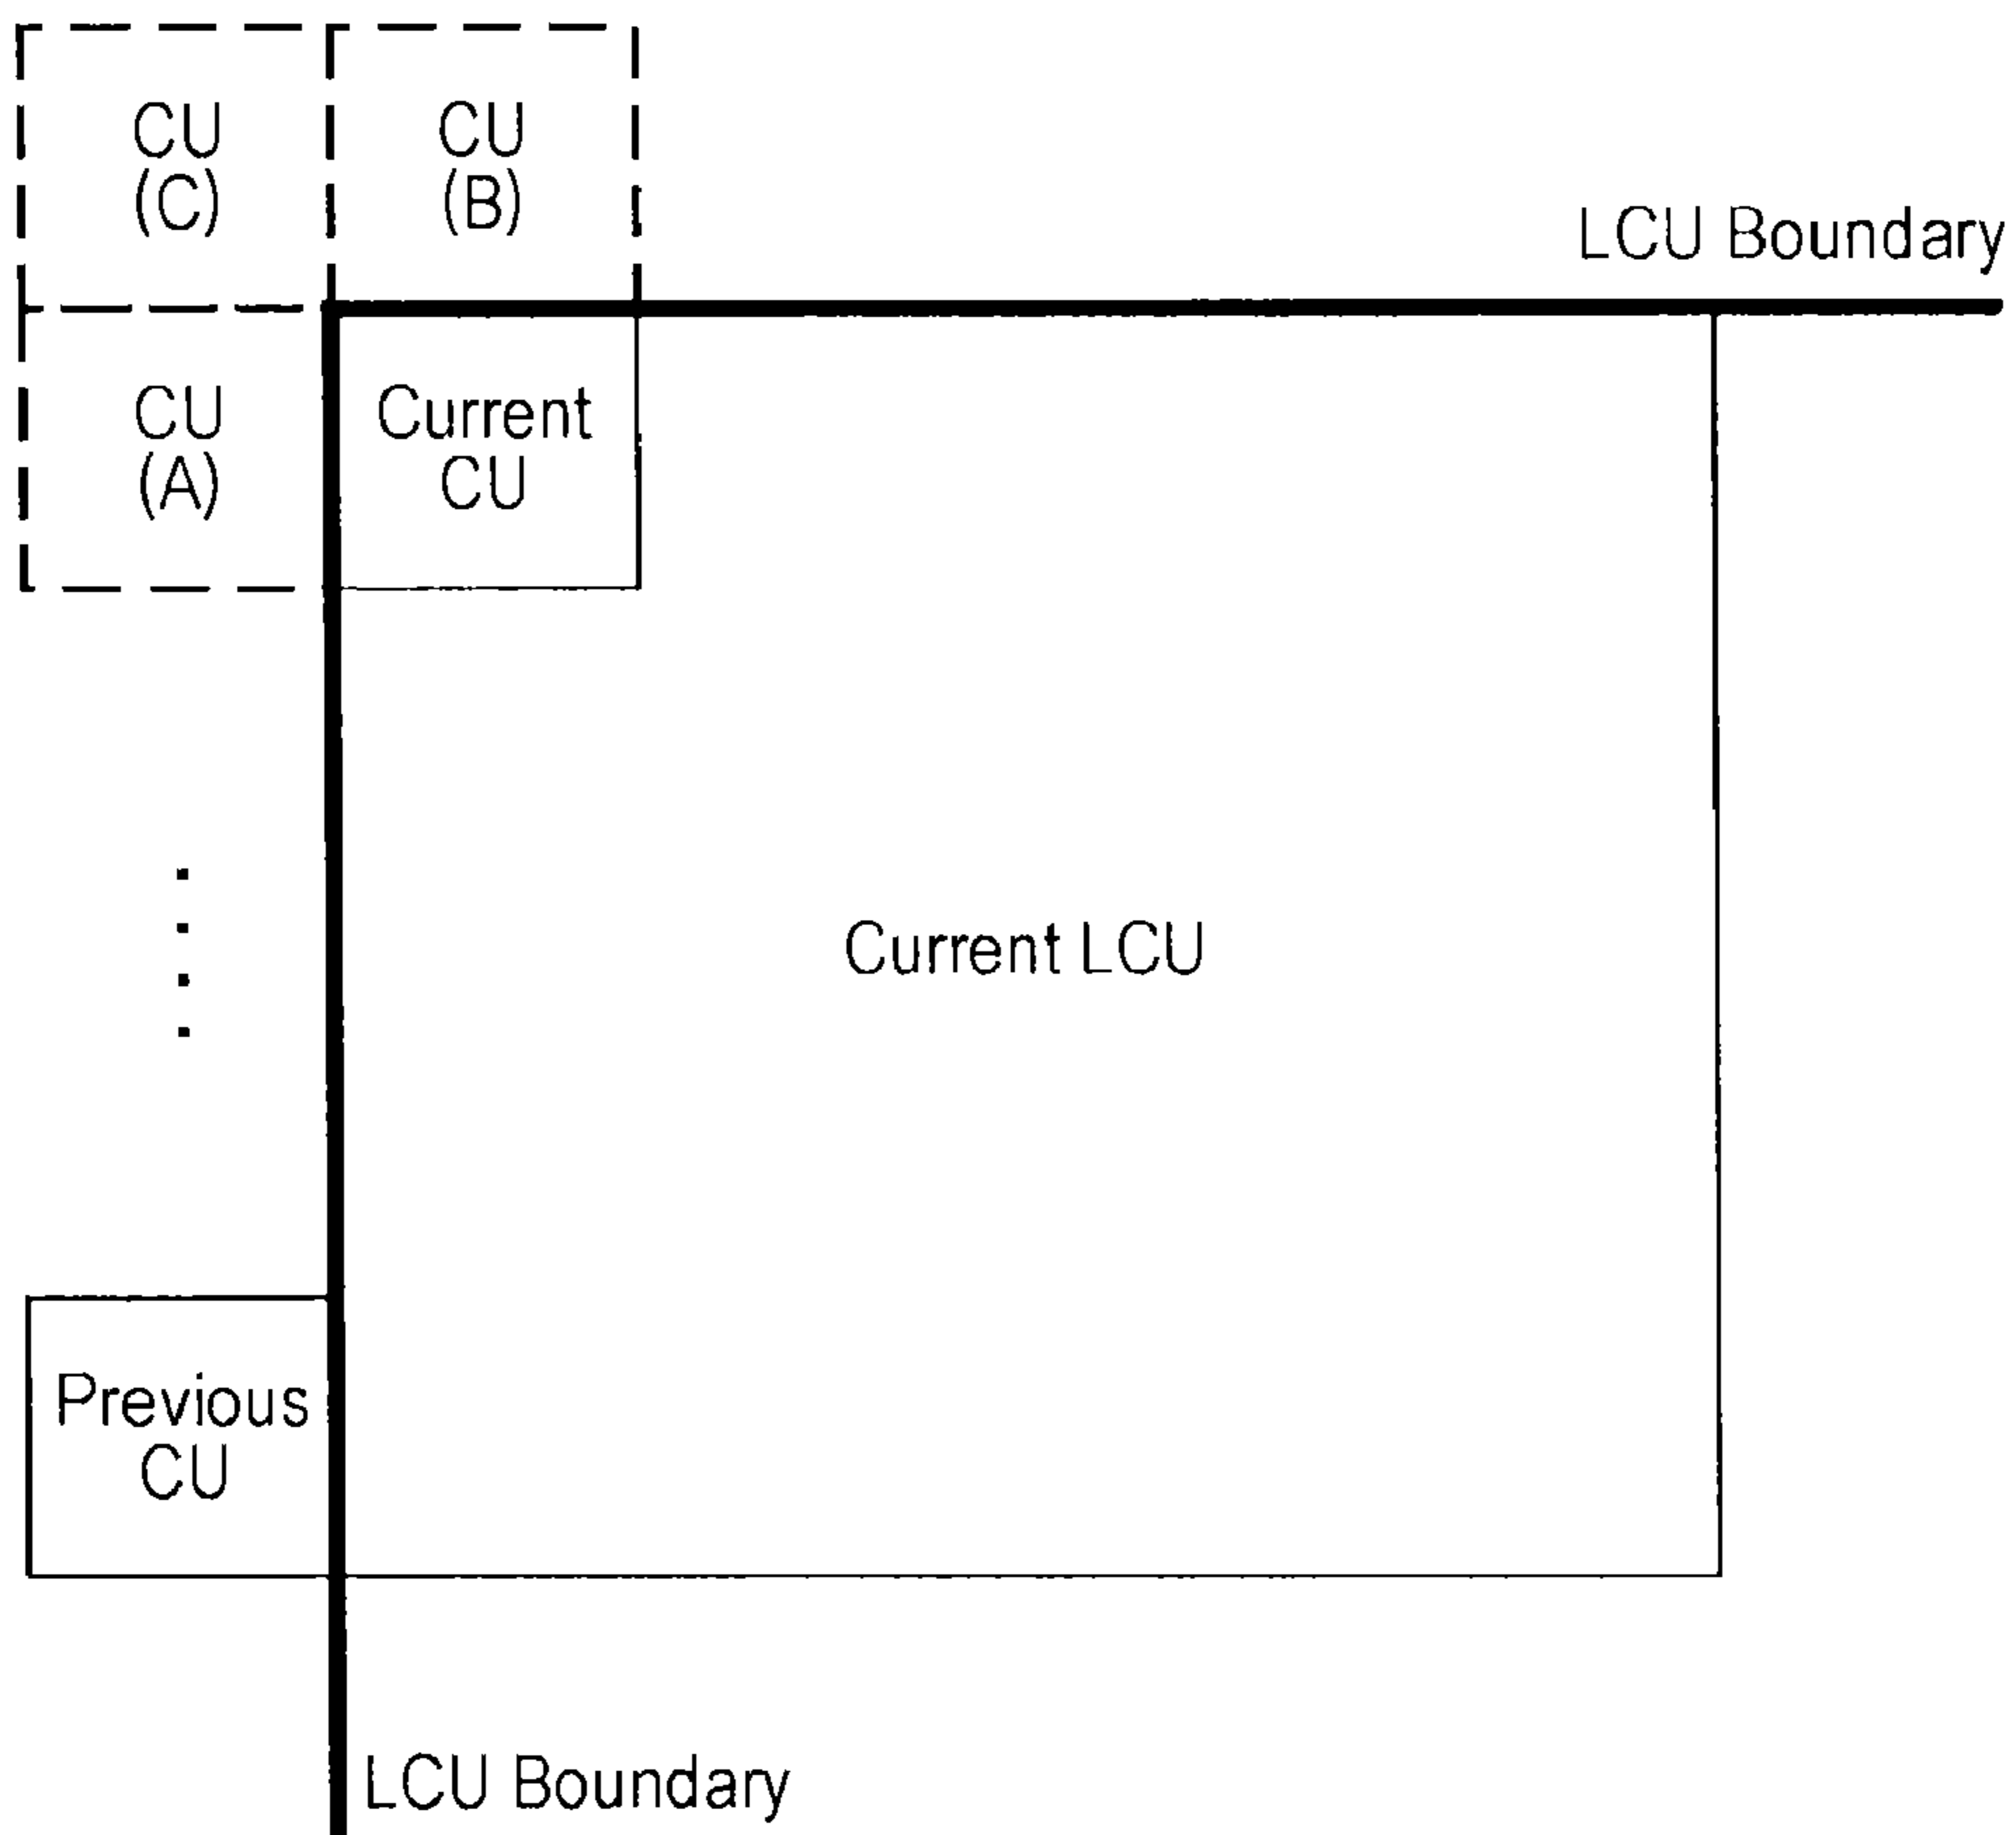 CU
(C)
CU
(B)
LCU Boundary
CU
(A)
Current
CU
Current LCU
Previous
CU
LCU Boundary